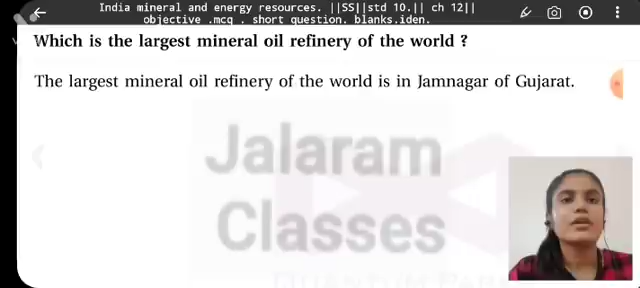 India mineral and energy resources. ||SS||std 10.|| ch 12||
objective .mcq . short question. blanks.iden.
Which is the largest mineral oil refinery of the world ?
The largest mineral oil refinery of the world is in Jamnagar of Gujarat.
Jalaram
Classes